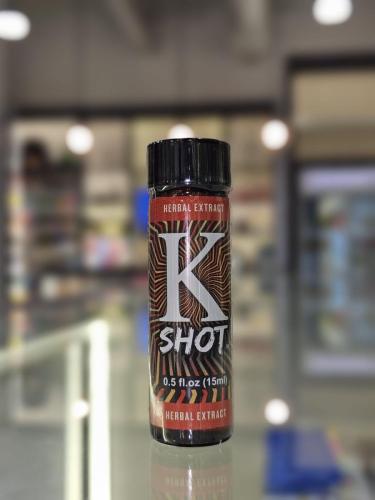 HERBAL EXTRACT
K
SHOT
0.5 fl.oz (15ml)
HERBAL EXTRACT